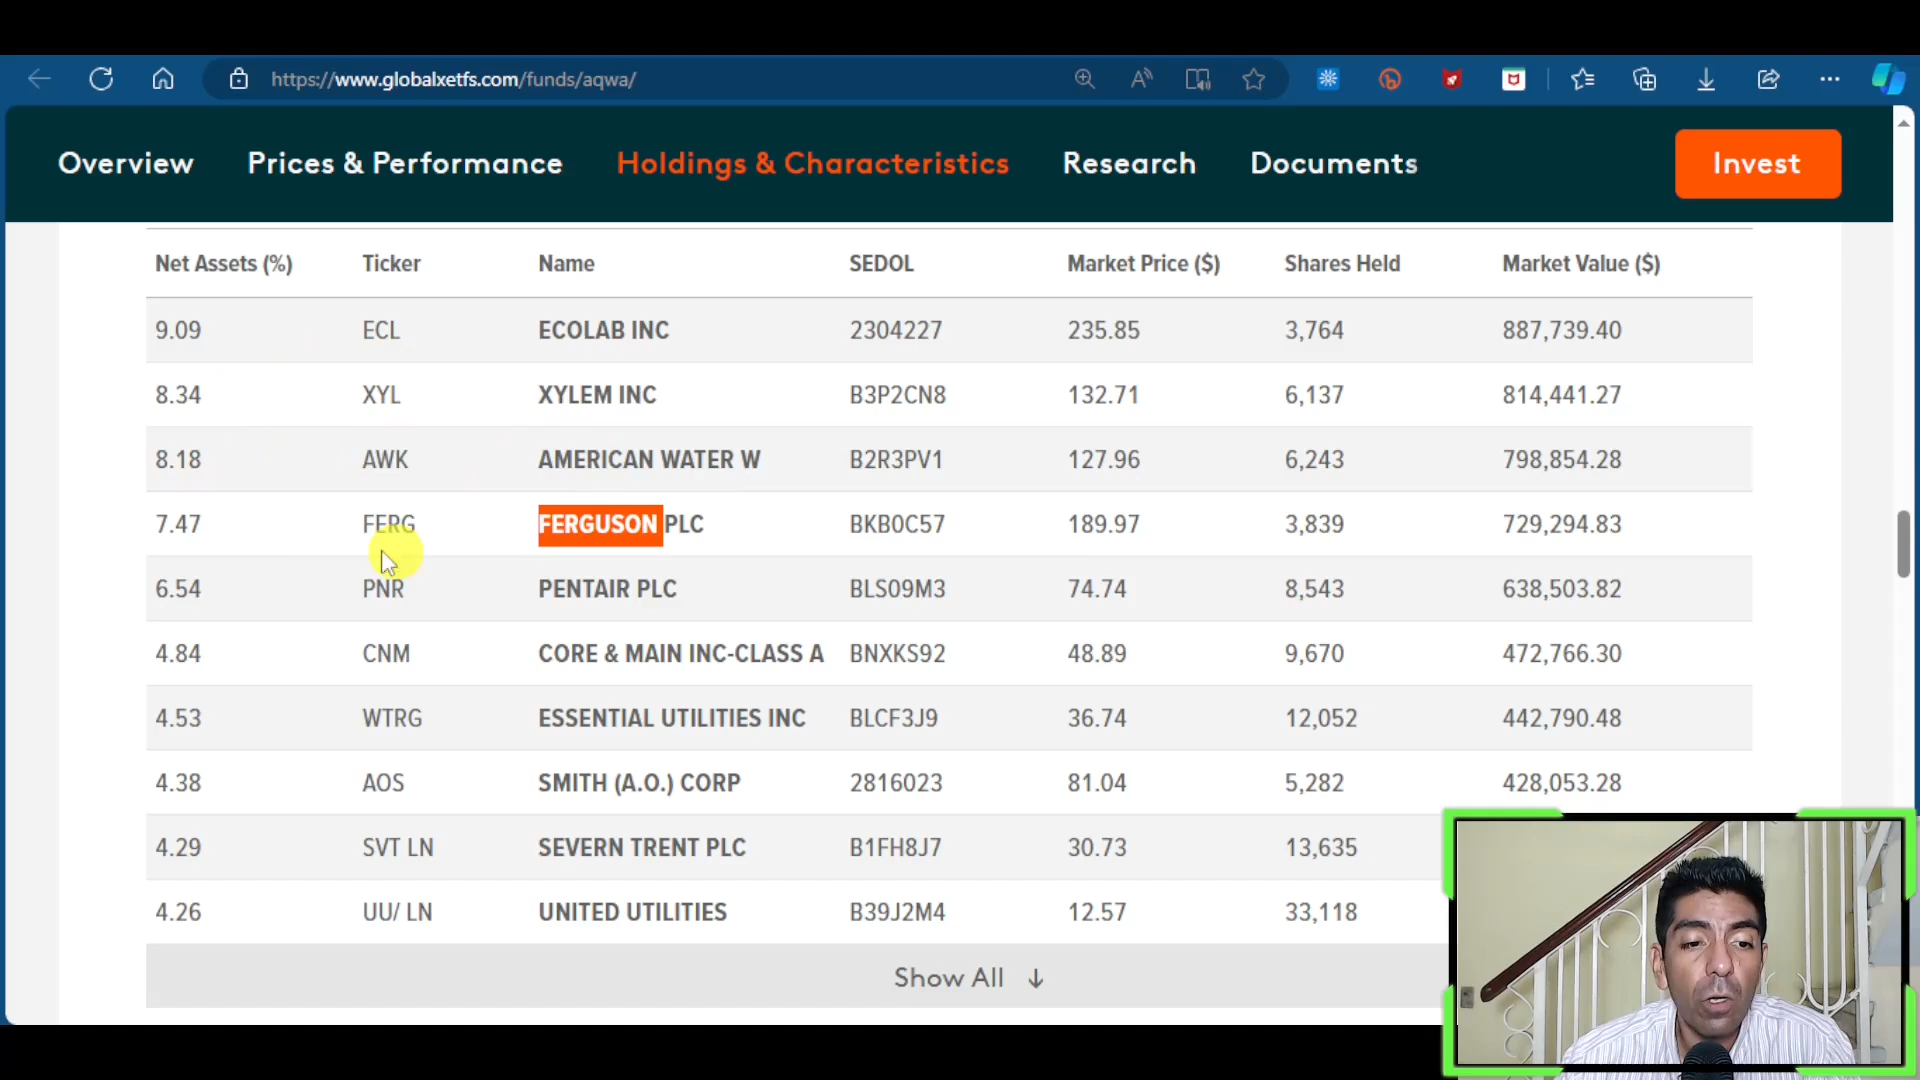 https://www.globalxetfs.com/funds/aqwa/
Overview Prices & Performance Holdings & Characteristics Research Documents Invest
Net Assets (%) Ticker Name SEDOL Market Price ($) Shares Held Market Value ($)
9.09 ECL ECOLAB INC 2304227 235.85 3,764 887,739.40
8.34 XYL XYLEM INC B3P2CN8 132.71 6,137 814,441.27
8.18 AWK AMERICAN WATER W B2R3PV1 127.96 6,243 798,854.28
7.47 FERG FERGUSON PLC BKB0C57 189.97 3,839 729,294.83
6.54 PNR PENTAIR PLC BLS09M3 74.74 8,543 638,503.82
4.84 CNM CORE & MAIN INC-CLASS A BNXKS92 48.89 9,670 472,766.30
4.53 WTRG ESSENTIAL UTILITIES INC BLCF3J9 36.74 12,052 442,790.48
4.38 AOS SMITH (A.O.) CORP 2816023 81.04 5,282 428,053.28
4.29 SVT LN SEVERN TRENT PLC B1FH8J7 30.73 13,635
4.26 UU/ LN UNITED UTILITIES B39J2M4 12.57 33,118
Show All